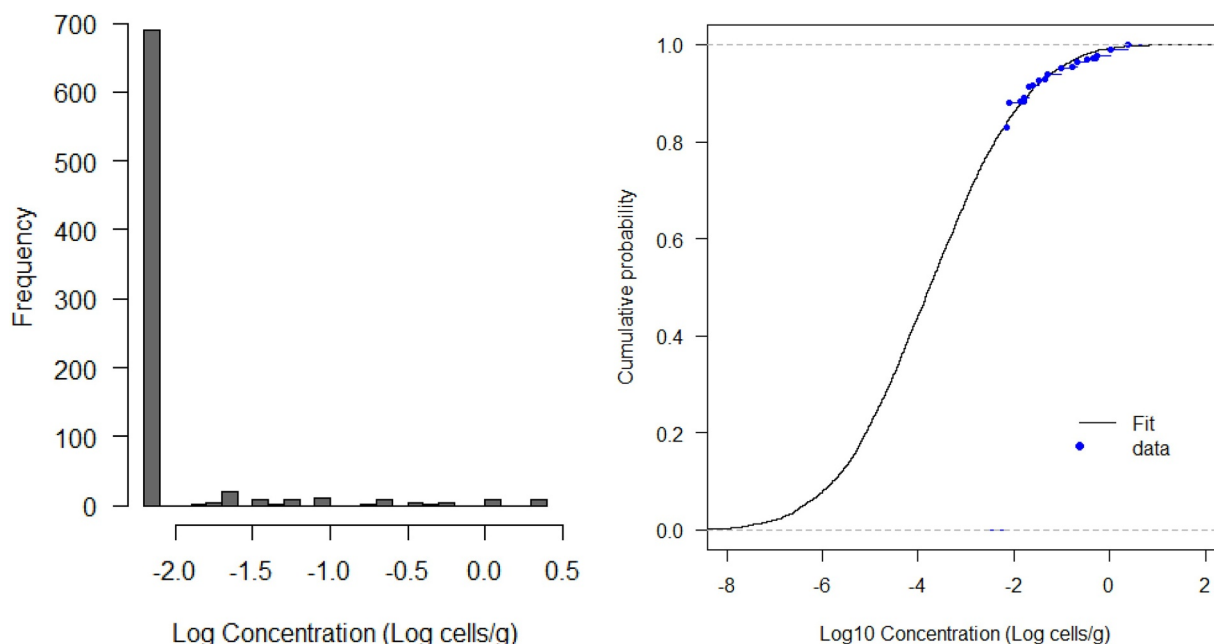 700
600
500
400
300
200
100
0
Frequency
-2.0 -1.5 -1.0 -0.5 0.0 0.5
Log Concentration (Log cells/g)
1.0
0.8
0.6
0.4
0.2
0.0
Cumulative probability
Fit
data
-8 -6 -4 -2 0 2
Log10 Concentration (Log cells/g)